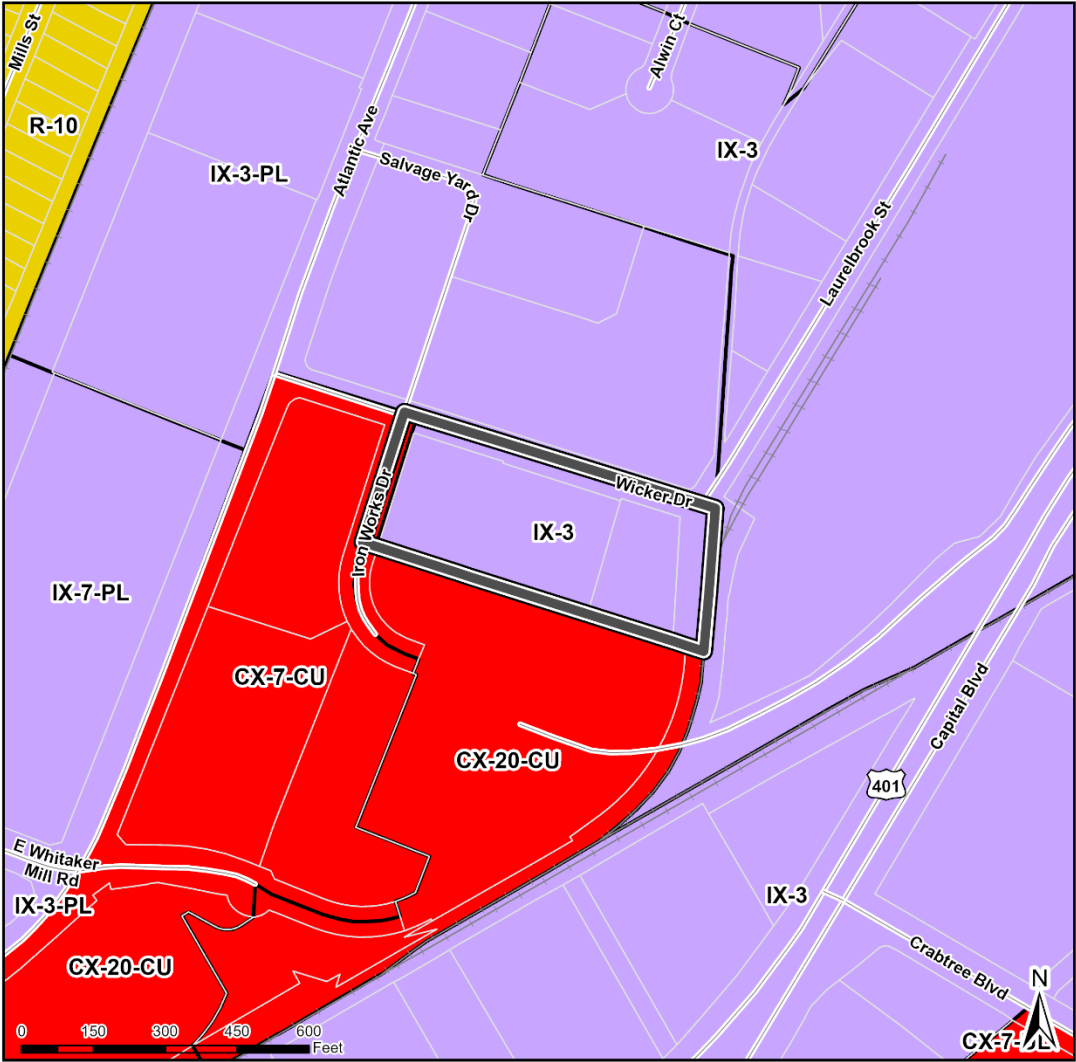 Mills St
Alwin Ct
R-10
IX-3-PL
Atlantic Ave
Salvage Yard Dr
IX-3
Laurelbrook St
Wicker Dr
Iron Works Dr
IX-3
IX-7-PL
CX-7-CU
CX-20-CU
Capital Blvd
401
E Whitaker
Mill Rd
IX-3-PL
IX-3
CX-20-CU
Crabtree Blvd
N
0 150 300 450 600
Feet